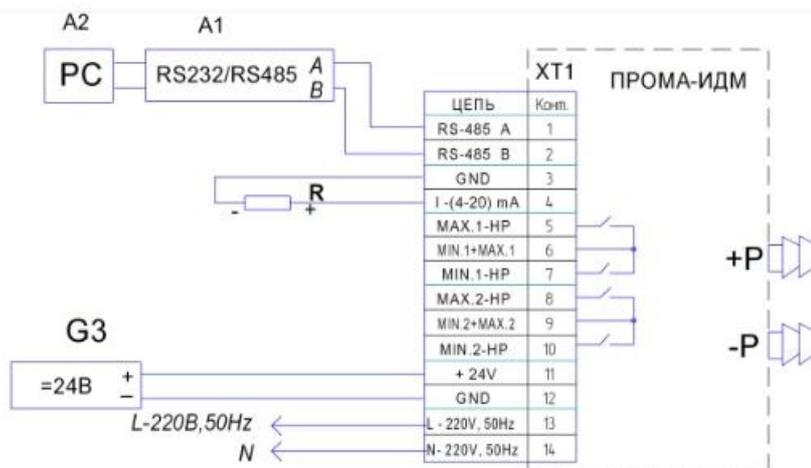 A2
A1
PC
RS232/RS485 A
B
XT1
ПРОМА-ИДМ
ЦЕПЬ Конт.
RS-485 A 1
RS-485 B 2
GND 3
I -(4-20) mA 4
MAX.1-HP 5
MIN.1+MAX.1 6
MIN.1-HP 7
MAX.2-HP 8
MIN.2+MAX.2 9
MIN.2-HP 10
+ 24V 11
GND 12
L - 220V, 50Hz 13
N- 220V, 50Hz 14
R
- +
+P
-P
G3
=24В + –
L-220В,50Hz
N